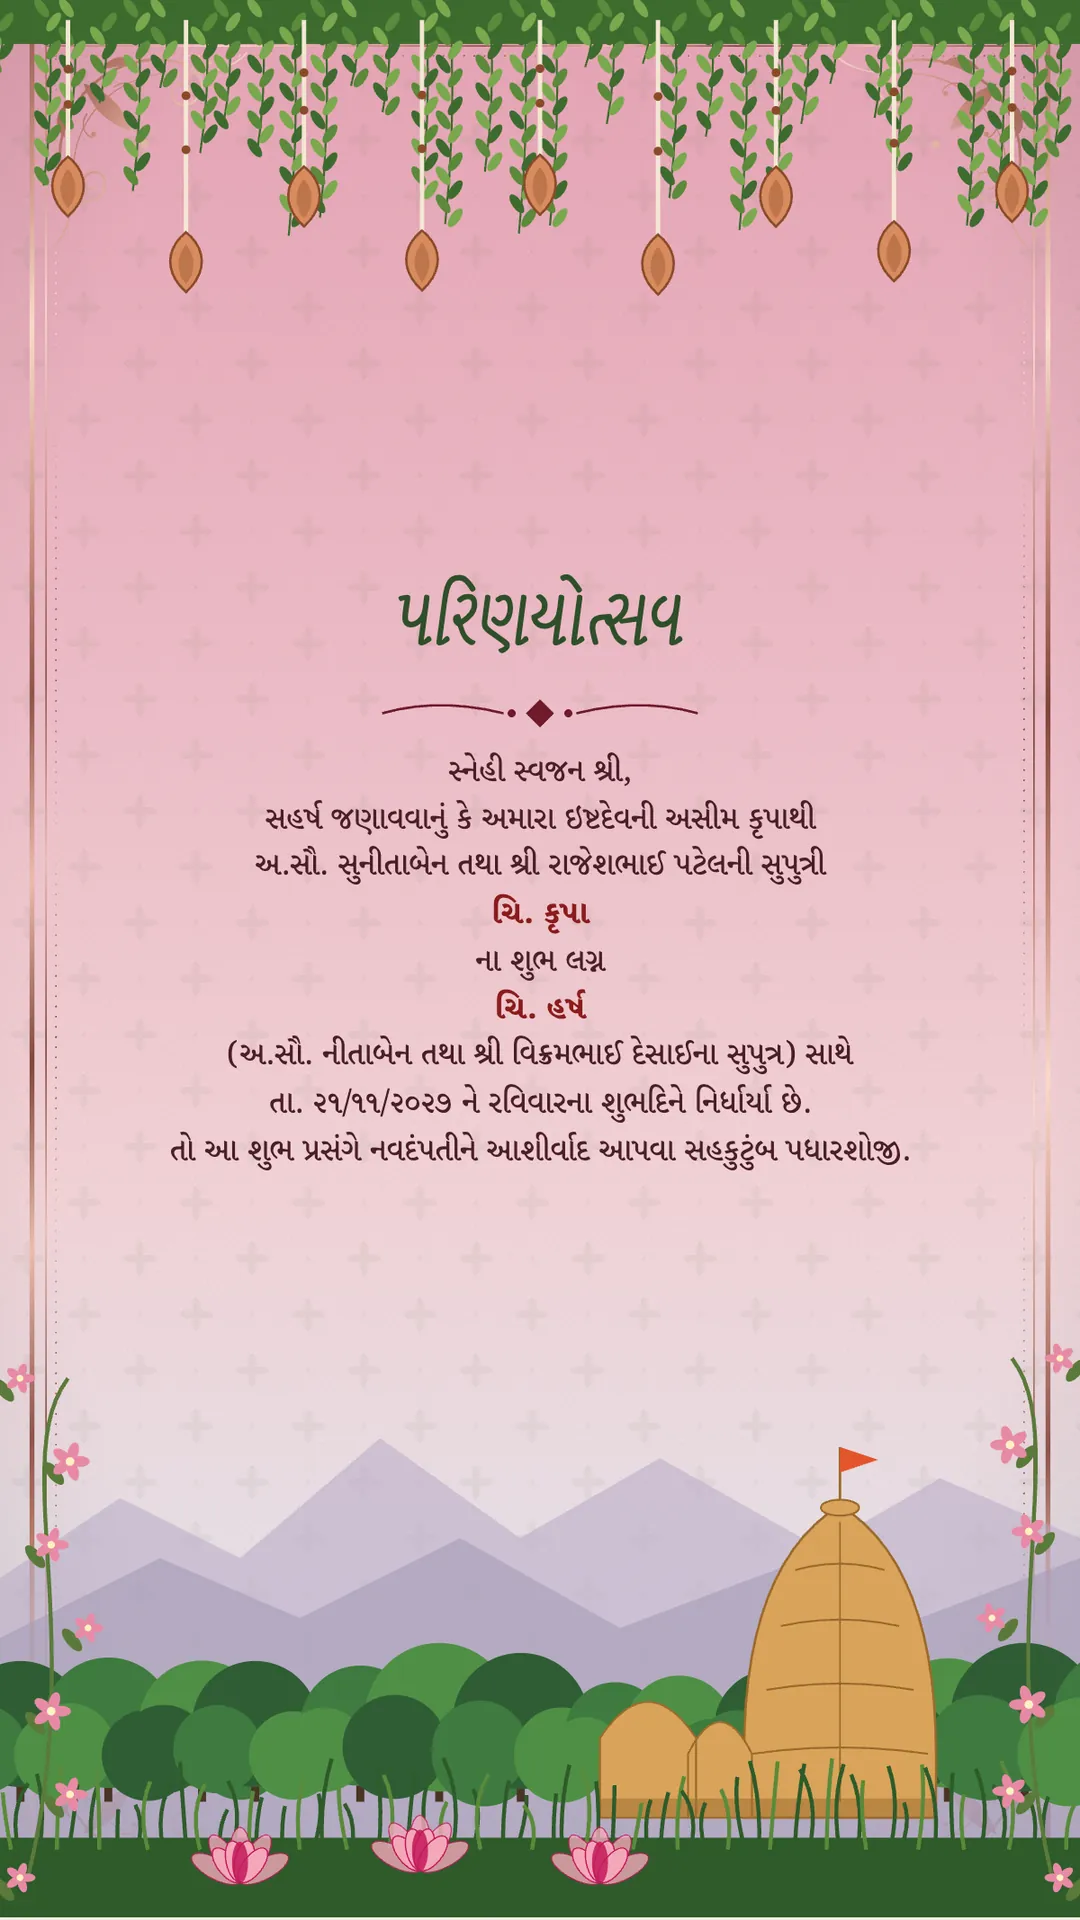 પરિણયોત્સવ
સ્નેહી સ્વજન શ્રી,
સહર્ષ જણાવવાનું કે અમારા ઇષ્ટદેવની અસીમ કૃપાથી
અ.સૌ. સુનીતાબેન તથા શ્રી રાજેશભાઈ પટેલની સુપુત્રી
ચિ. કૃપા
ના શુભ લગ્ન
ચિ. હર્ષ
(અ.સૌ. નીતાબેન તથા શ્રી વિક્રમભાઈ દેસાઈના સુપુત્ર) સાથે
તા. ૨૧/૧૧/૨૦૨૭ ને રવિવારના શુભદિને નિર્ધાર્યા છે.
તો આ શુભ પ્રસંગે નવદંપતીને આશીર્વાદ આપવા સહકુટુંબ પધારશોજી.